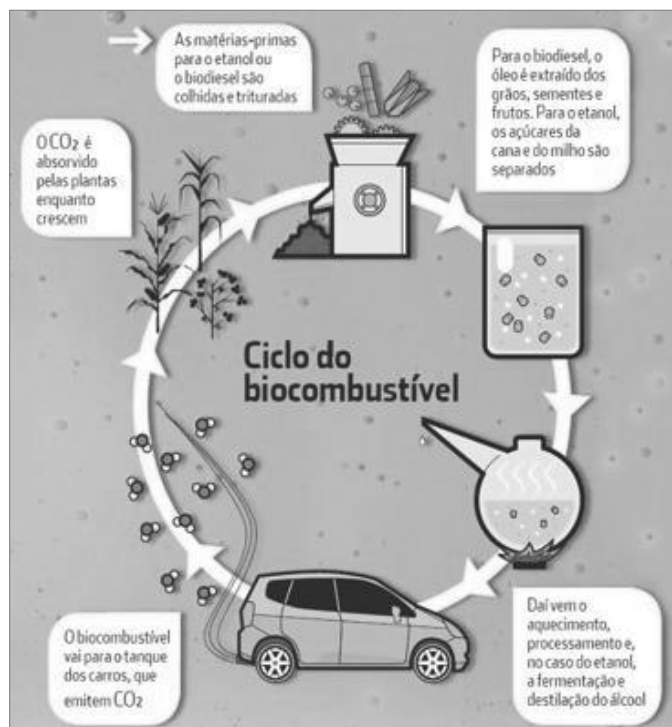 As matérias-primas
para o etanol ou
o biodiesel são
colhidas e trituradas
Para o biodiesel, o
óleo é extraído dos
grãos, sementes e
frutos. Para o etanol,
os açúcares da
cana e do milho são
separados
O CO₂ é
absorvido
pelas plantas
enquanto
crescem
Ciclo do
biocombustível
Daí vem o
aquecimento,
processamento e,
no caso do etanol,
a fermentação e
destilação do álcool
O biocombustível
vai para o tanque
dos carros, que
emitem CO₂